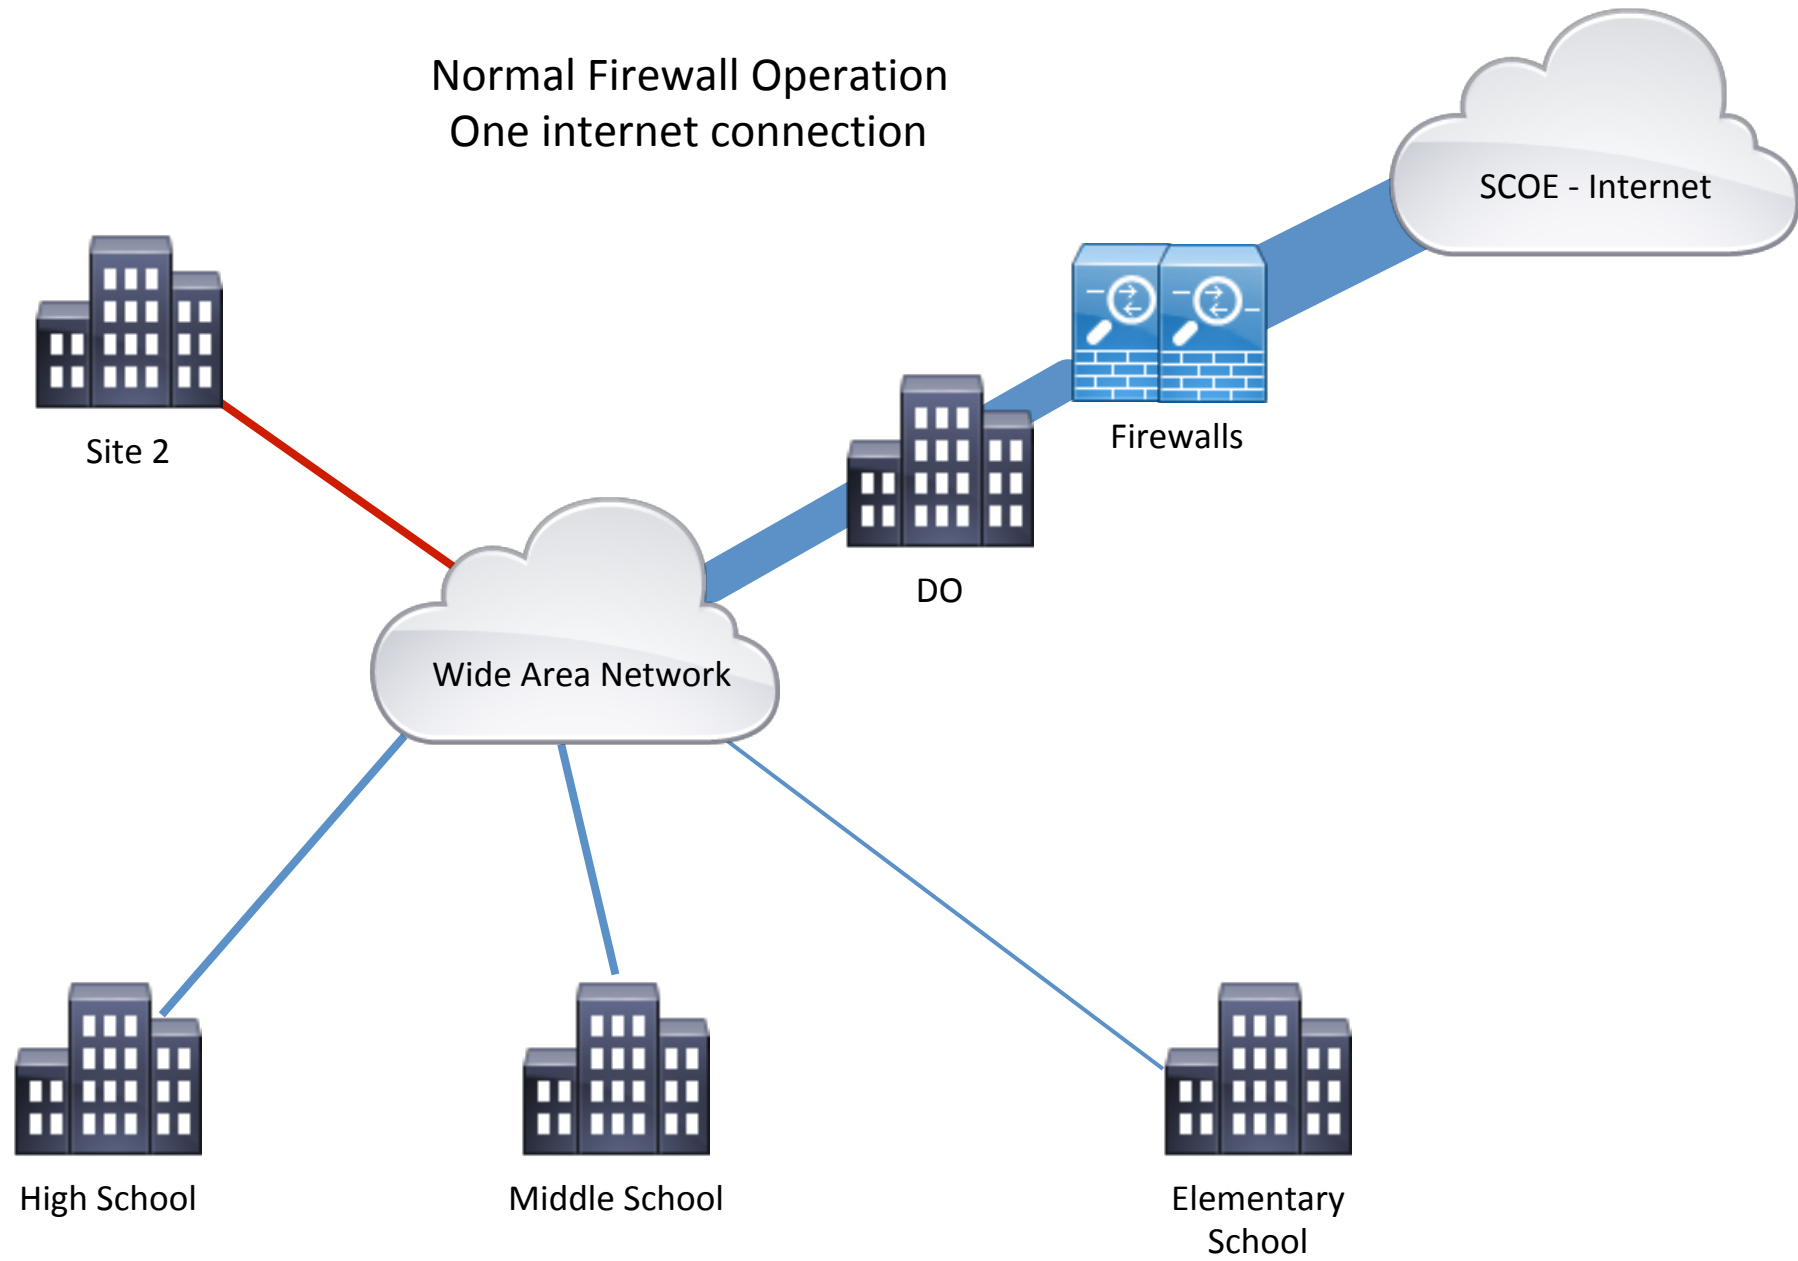 Normal Firewall Operation
One internet connection
SCOE - Internet
Site 2
Firewalls
DO
Wide Area Network
High School
Middle School
Elementary
School